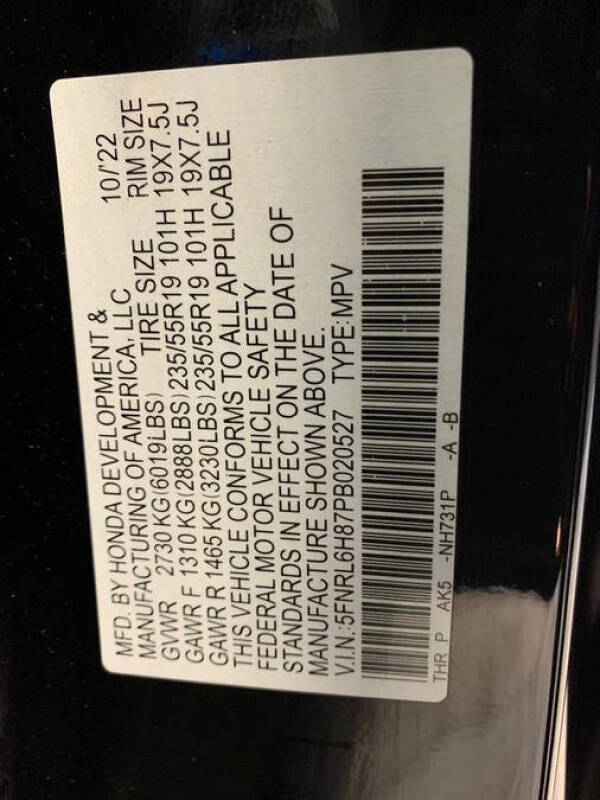 MFD. BY HONDA DEVELOPMENT &
MANUFACTURING OF AMERICA, LLC 10/'22
GVWR 2730 KG (6019LBS) TIRE SIZE RIM SIZE
GAWR F 1310 KG (2888LBS) 235/55R19 101H 19X7.5J
GAWR R 1465 KG (3230LBS) 235/55R19 101H 19X7.5J
THIS VEHICLE CONFORMS TO ALL APPLICABLE
FEDERAL MOTOR VEHICLE SAFETY
STANDARDS IN EFFECT ON THE DATE OF
MANUFACTURE SHOWN ABOVE.
V.I.N.:5FNRL6H87PB020527 TYPE:MPV
THR P AK5 -NH731P -A -B